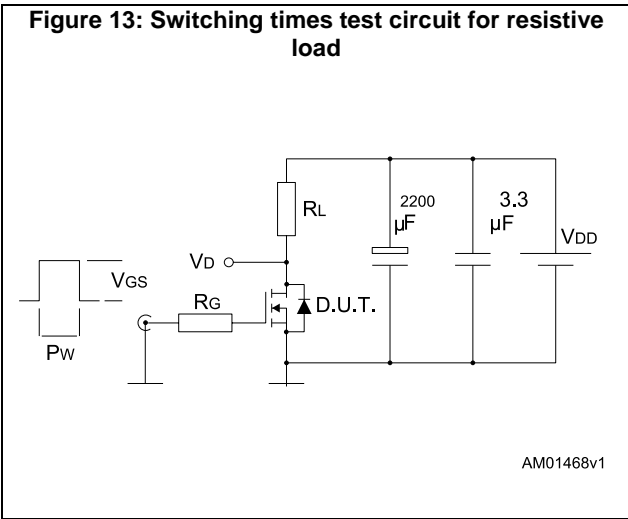 Figure 13: Switching times test circuit for resistive
load
2200
μF
3.3
μF
RL
VDD
VD
VGS
RG
D.U.T.
PW
AM01468v1